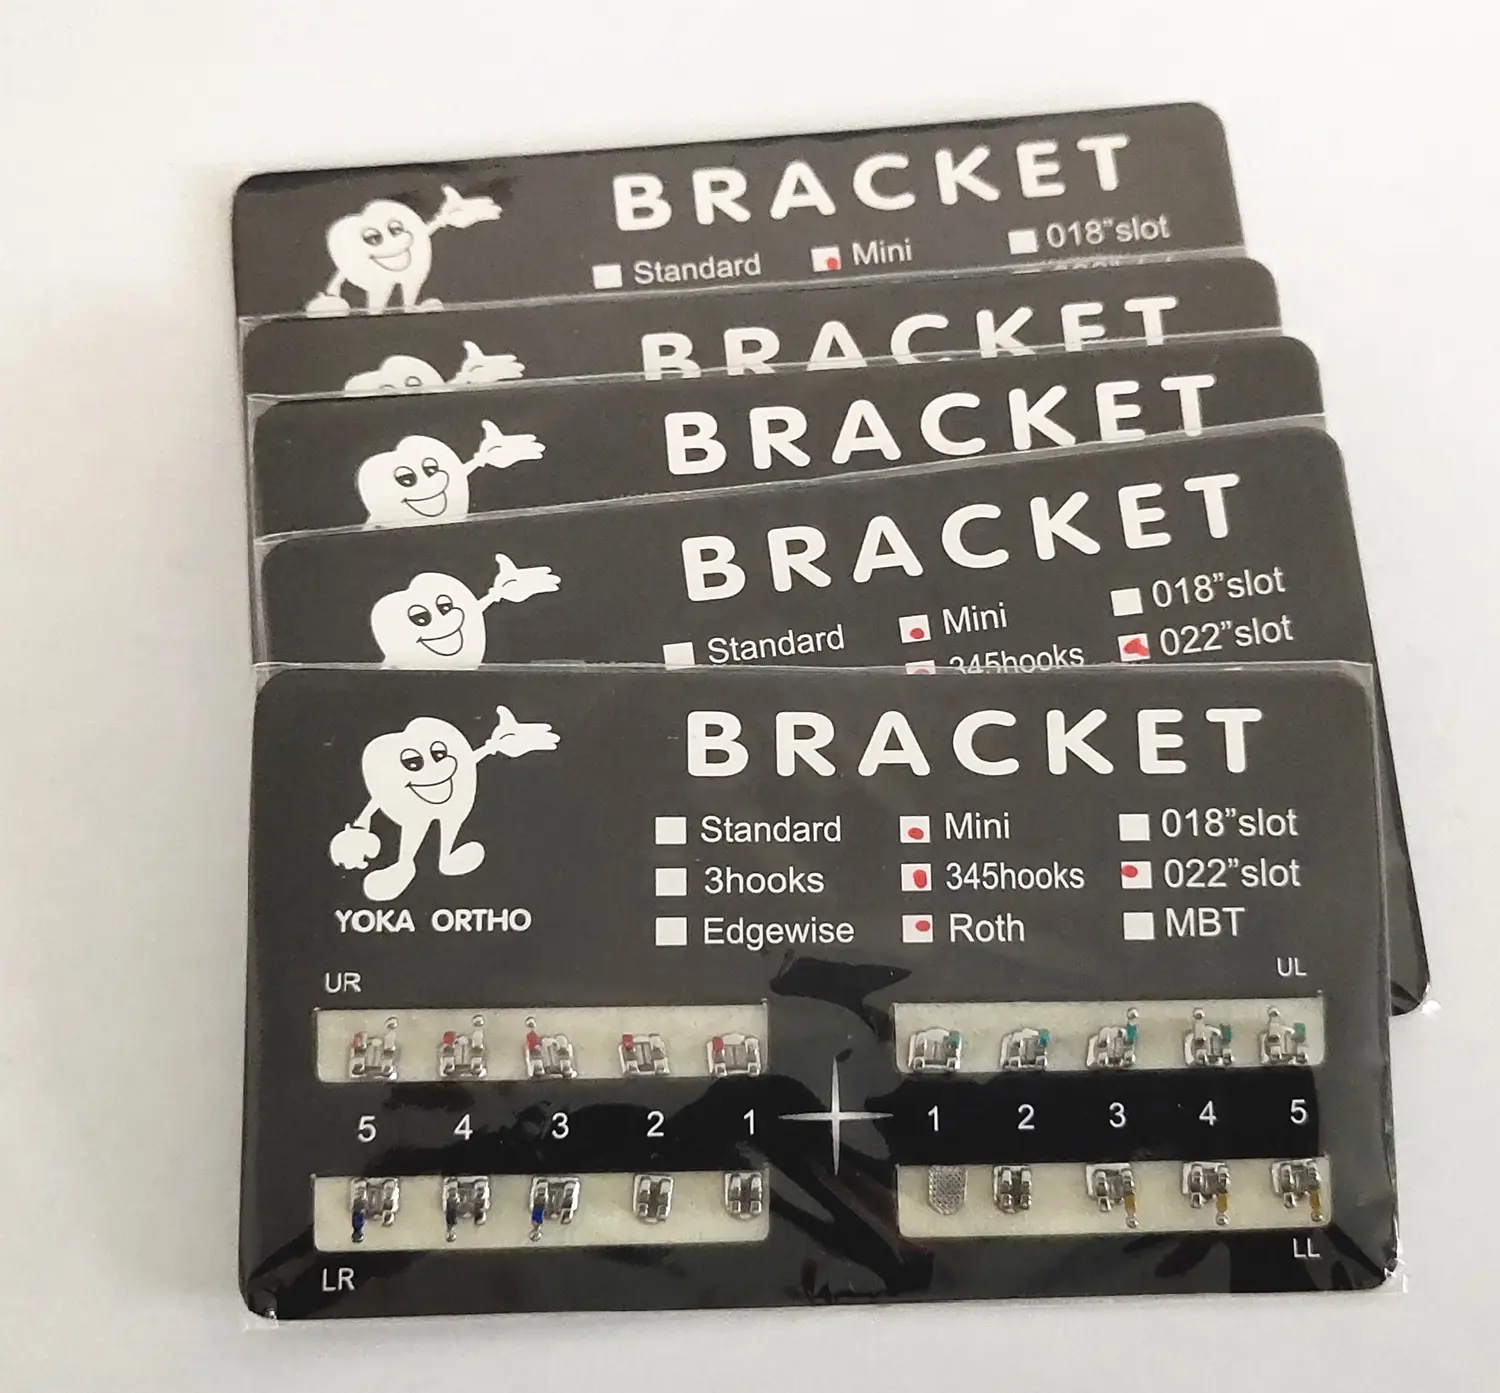 BRACKET
Standard Mini 018”slot
BRACKET
BRACKET
BRACKET
Standard Mini 018”slot
345hooks 022”slot
BRACKET
Standard Mini 018”slot
3hooks 345hooks 022”slot
Edgewise Roth MBT
YOKA ORTHO
UR UL
5 4 3 2 1 1 2 3 4 5
LR LL